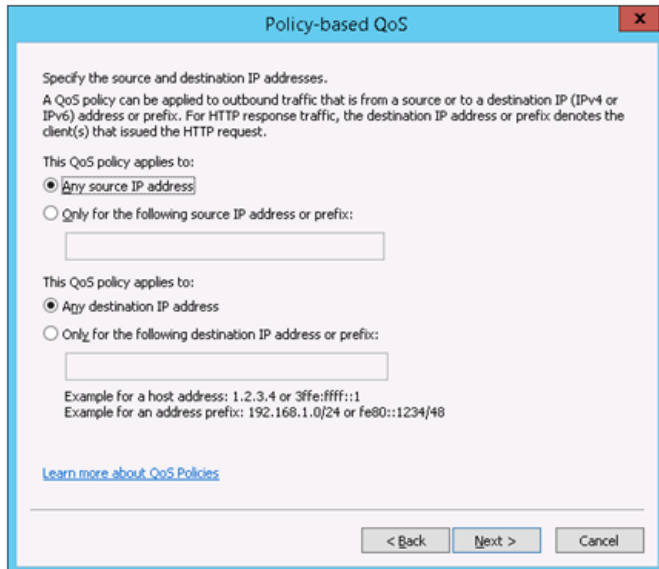 Policy-based QoS
x
Specify the source and destination IP addresses.
A QoS policy can be applied to outbound traffic that is from a source or to a destination IP (IPv4 or
IPv6) address or prefix. For HTTP response traffic, the destination IP address or prefix denotes the
client(s) that issued the HTTP request.
This QoS policy applies to:
Any source IP address
Only for the following source IP address or prefix:
This QoS policy applies to:
Any destination IP address
Only for the following destination IP address or prefix:
Example for a host address: 1.2.3.4 or 3ffe:ffff::1
Example for an address prefix: 192.168.1.0/24 or fe80::1234/48
Learn more about QoS Policies
< Back
Next >
Cancel